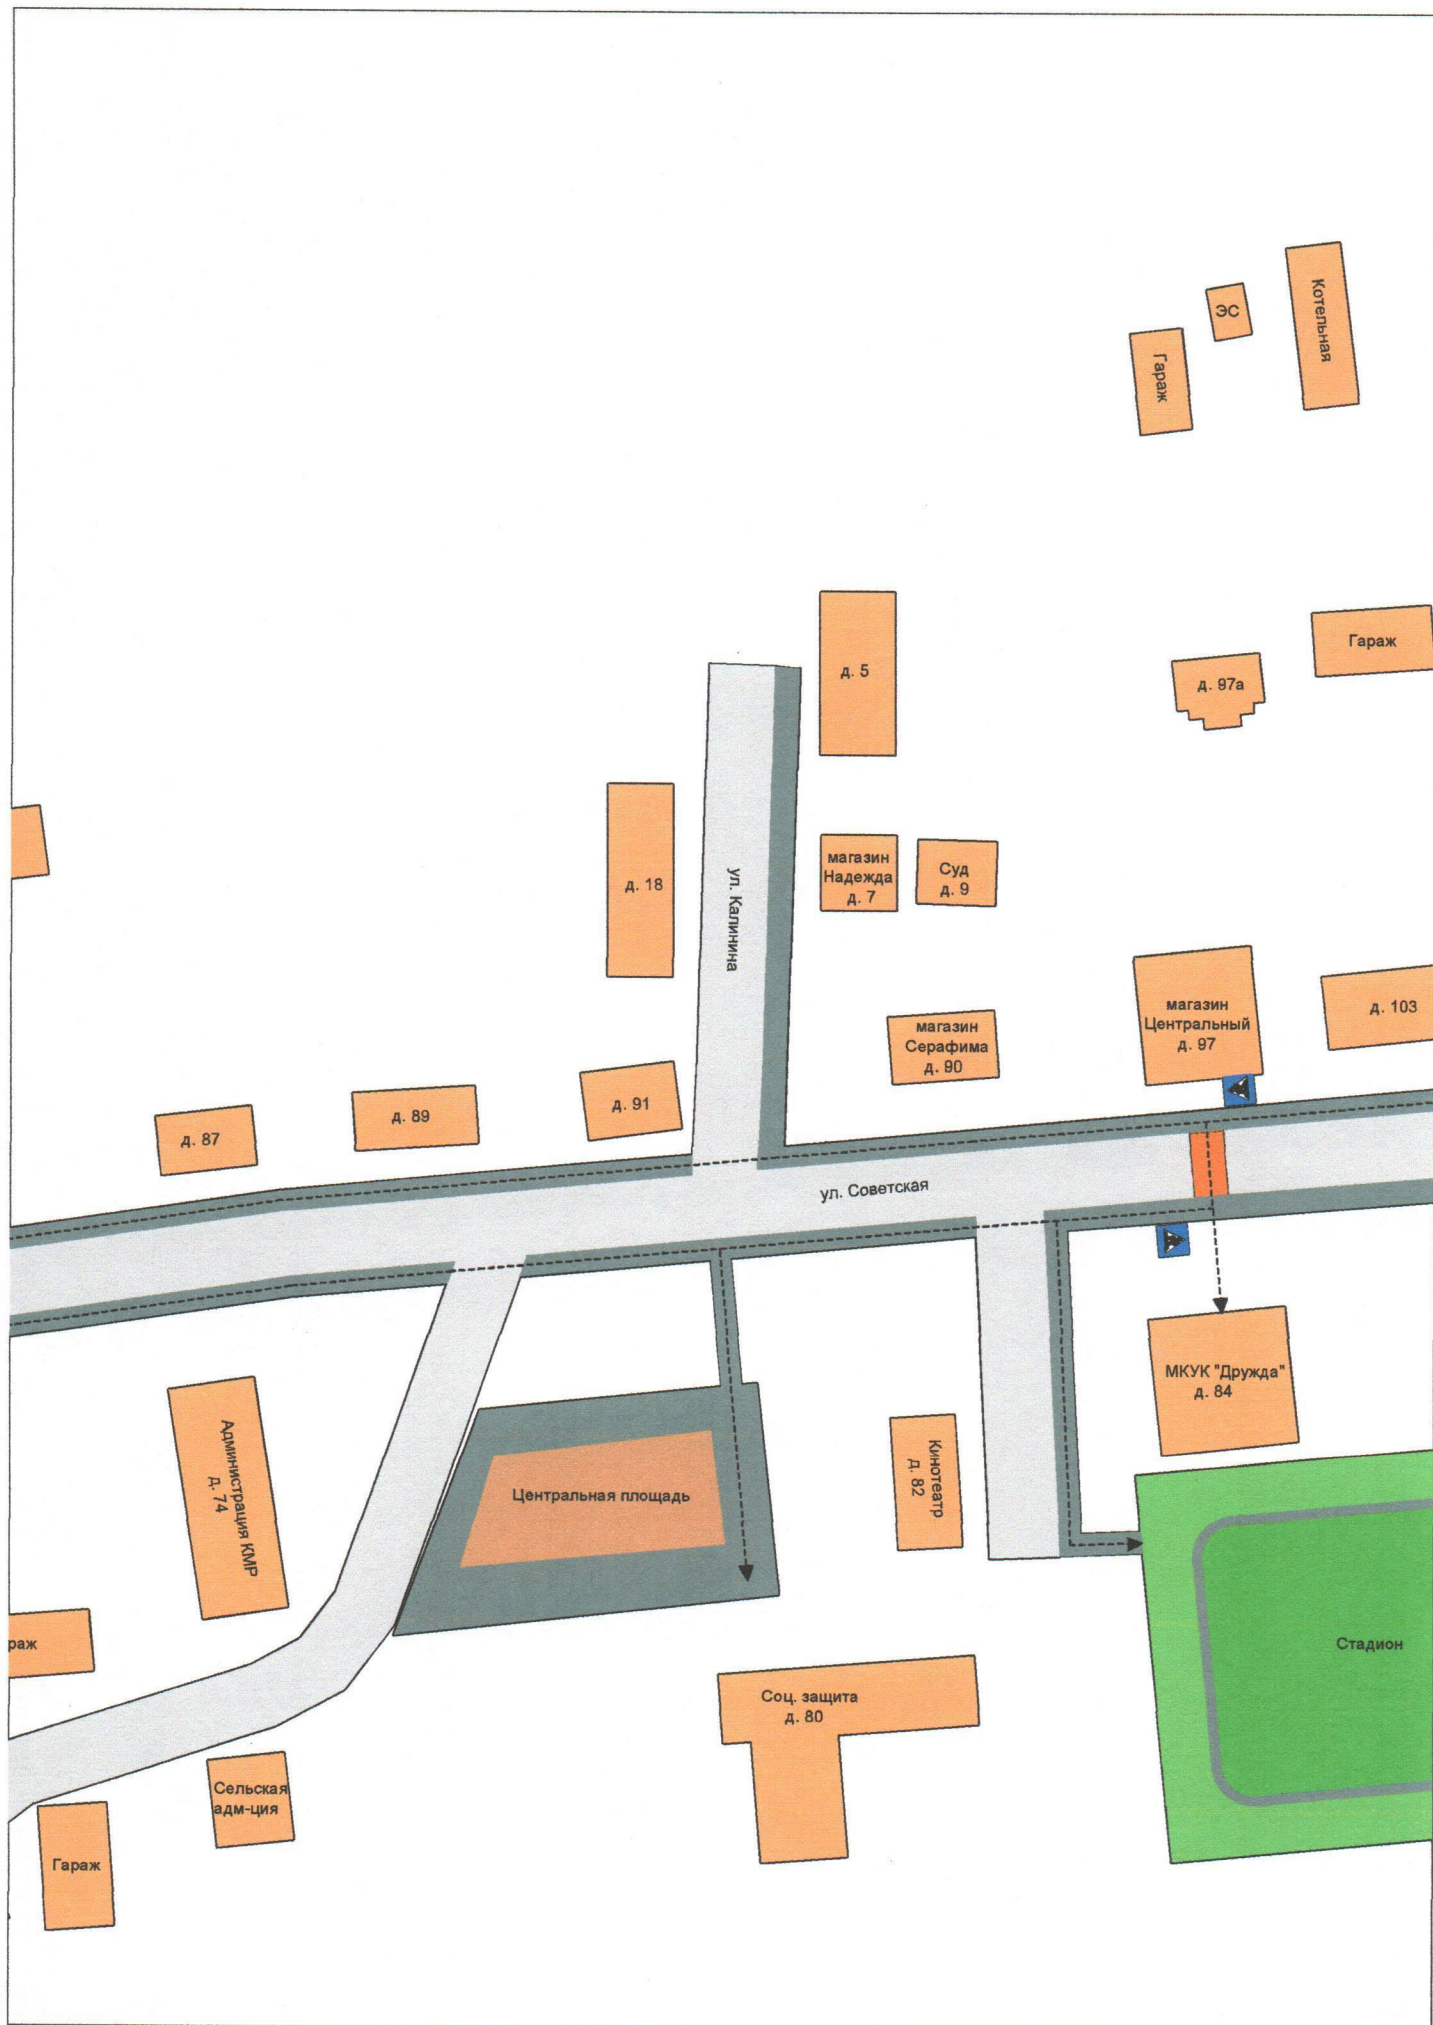 Котельная
ЭС
Гараж
Гараж
д. 5
д. 97а
магазин
Надежда
д. 7
Суд
д. 9
д. 18
ул. Калинина
магазин
Центральный
д. 97
д. 103
магазин
Серафима
д. 90
д. 91
д. 89
д. 87
ул. Советская
МКУК "Дружда"
д. 84
Администрация КМР
д. 74
Центральная площадь
Кинотеатр
д. 82
раж
Стадион
Соц. защита
д. 80
Сельская
адм-ция
Гараж